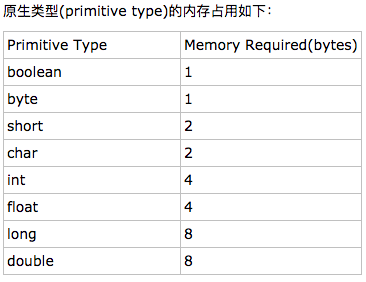 原生类型(primitive type)的内存占用如下：
Primitive Type Memory Required(bytes)
boolean 1
byte 1
short 2
char 2
int 4
float 4
long 8
double 8